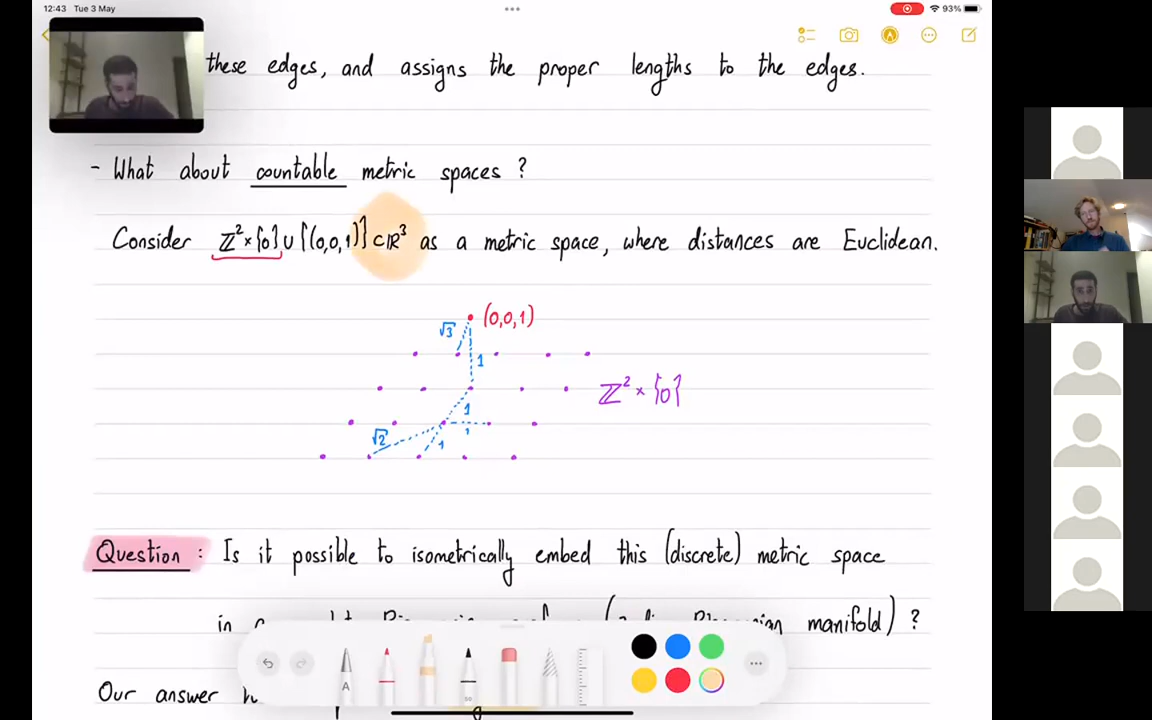 12:43 Tue 3 May
93%
these edges, and assigns the proper lengths to the edges.
- What about countable metric spaces ?
Consider ℤ²×{0}∪{(0,0,1)}⊂ℝ³ as a metric space, where distances are Euclidean.
(0,0,1)
√3
1
ℤ²×{0}
1
1
√2
1
Question : Is it possible to isometrically embed this (discrete) metric space
in manifold) ?
Our answer
A
50